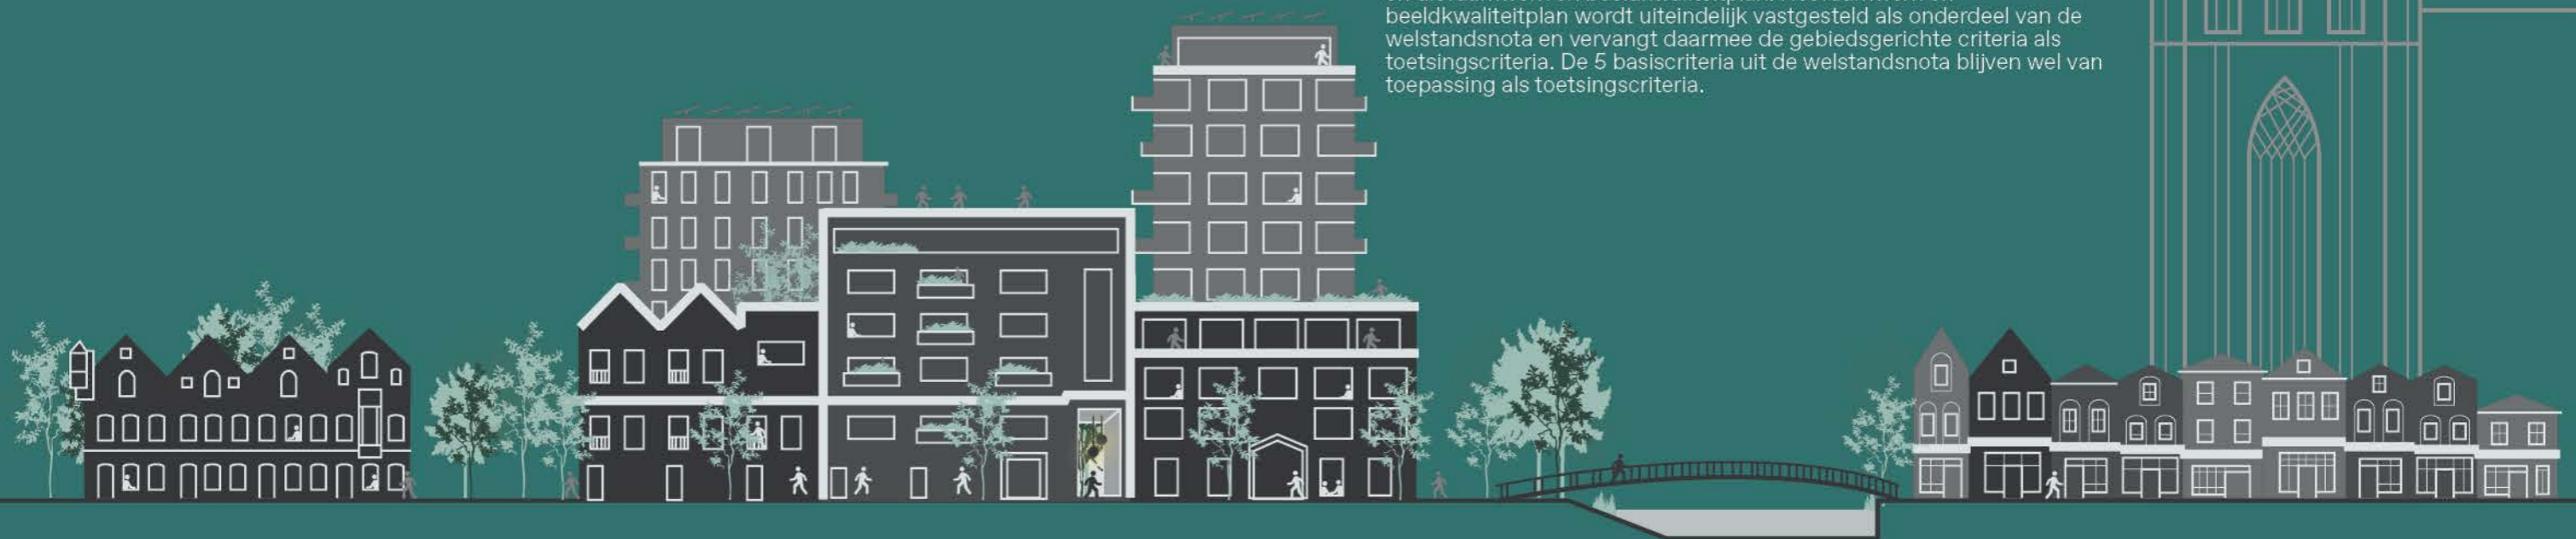 beeldkwaliteitplan wordt uiteindelijk vastgesteld als onderdeel van de
welstandsnota en vervangt daarmee de gebiedsgerichte criteria als
toetsingscriteria. De 5 basiscriteria uit de welstandsnota blijven wel van
toepassing als toetsingscriteria.